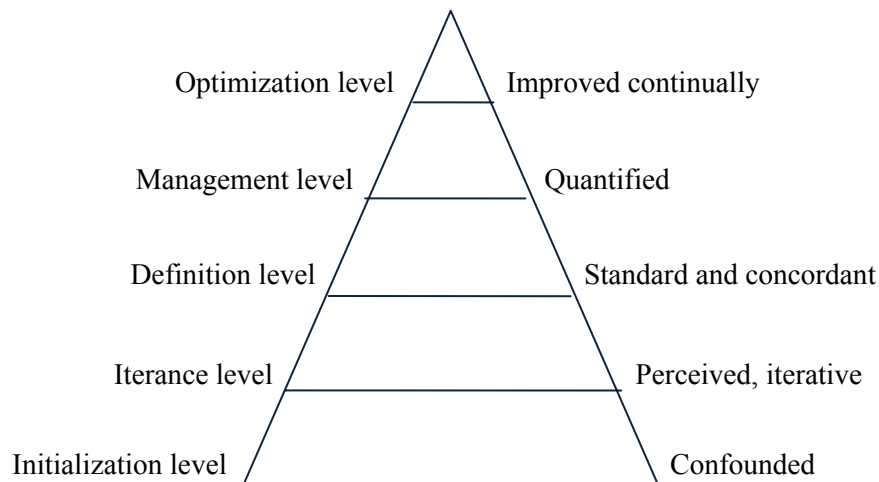 Optimization level Improved continually
Management level Quantified
Definition level Standard and concordant
Iterance level Perceived, iterative
Initialization level Confounded